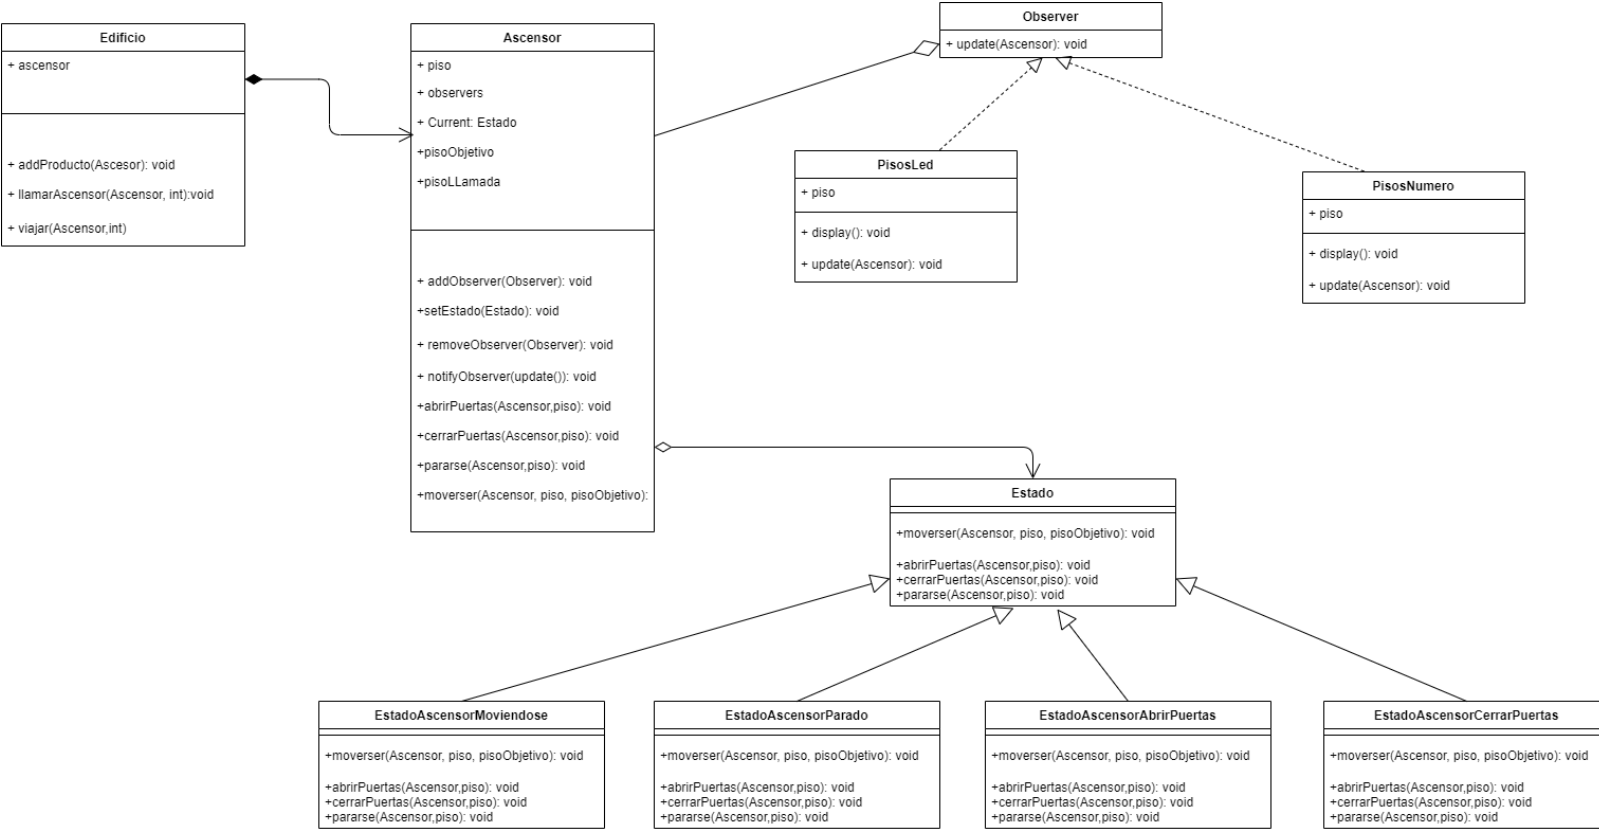 Edificio
+ ascensor
+ addProducto(Ascesor): void
+ llamarAscensor(Ascensor, int):void
+ viajar(Ascensor,int)
Ascensor
+ piso
+ observers
+ Current: Estado
+pisoObjetivo
+pisoLLamada
+ addObserver(Observer): void
+setEstado(Estado): void
+ removeObserver(Observer): void
+ notifyObserver(update()): void
+abrirPuertas(Ascensor,piso): void
+cerrarPuertas(Ascensor,piso): void
+pararse(Ascensor,piso): void
+moverser(Ascensor, piso, pisoObjetivo):
Observer
+ update(Ascensor): void
PisosLed
+ piso
+ display(): void
+ update(Ascensor): void
PisosNumero
+ piso
+ display(): void
+ update(Ascensor): void
Estado
+moverser(Ascensor, piso, pisoObjetivo): void
+abrirPuertas(Ascensor,piso): void
+cerrarPuertas(Ascensor,piso): void
+pararse(Ascensor,piso): void
EstadoAscensorMoviendose
+moverser(Ascensor, piso, pisoObjetivo): void
+abrirPuertas(Ascensor,piso): void
+cerrarPuertas(Ascensor,piso): void
+pararse(Ascensor,piso): void
EstadoAscensorParado
+moverser(Ascensor, piso, pisoObjetivo): void
+abrirPuertas(Ascensor,piso): void
+cerrarPuertas(Ascensor,piso): void
+pararse(Ascensor,piso): void
EstadoAscensorAbrirPuertas
+moverser(Ascensor, piso, pisoObjetivo): void
+abrirPuertas(Ascensor,piso): void
+cerrarPuertas(Ascensor,piso): void
+pararse(Ascensor,piso): void
EstadoAscensorCerrarPuertas
+moverser(Ascensor, piso, pisoObjetivo): void
+abrirPuertas(Ascensor,piso): void
+cerrarPuertas(Ascensor,piso): void
+pararse(Ascensor,piso): void